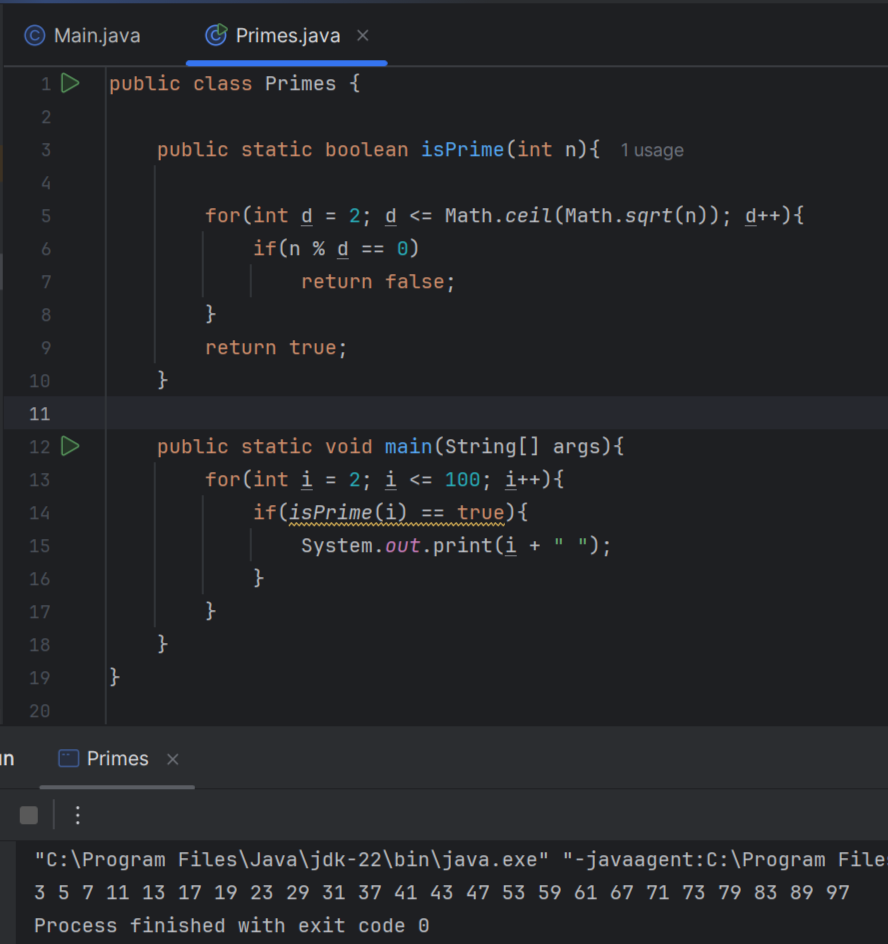 Main.java Primes.java
1 public class Primes {
2
3 public static boolean isPrime(int n){ 1 usage
4
5 for(int d = 2; d <= Math.ceil(Math.sqrt(n)); d++){
6 if(n % d == 0)
7 return false;
8 }
9 return true;
10 }
11
12 public static void main(String[] args){
13 for(int i = 2; i <= 100; i++){
14 if(isPrime(i) == true){
15 System.out.print(i + " ");
16 }
17 }
18 }
19 }
20
Primes
"C:\Program Files\Java\jdk-22\bin\java.exe" "-javaagent:C:\Program Files
3 5 7 11 13 17 19 23 29 31 37 41 43 47 53 59 61 67 71 73 79 83 89 97
Process finished with exit code 0